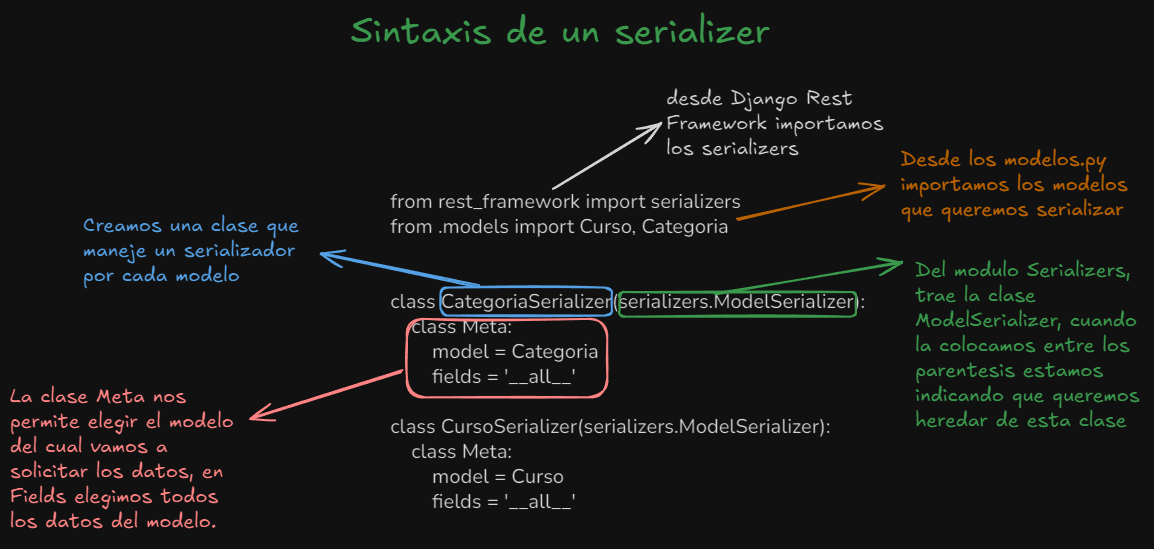 Sintaxis de un serializer
desde Django Rest
Framework importamos
los serializers
Desde los modelos.py
importamos los modelos
que queremos serializar
from rest_framework import serializers
from .models import Curso, Categoria
Creamos una clase que
maneje un serializador
por cada modelo
Del modulo Serializers,
trae la clase
ModelSerializer, cuando
la colocamos entre los
parentesis estamos
indicando que queremos
heredar de esta clase
class CategoriaSerializer(serializers.ModelSerializer):
class Meta:
model = Categoria
fields = '__all__'
La clase Meta nos
permite elegir el modelo
del cual vamos a
solicitar los datos, en
Fields elegimos todos
los datos del modelo.
class CursoSerializer(serializers.ModelSerializer):
class Meta:
model = Curso
fields = '__all__'